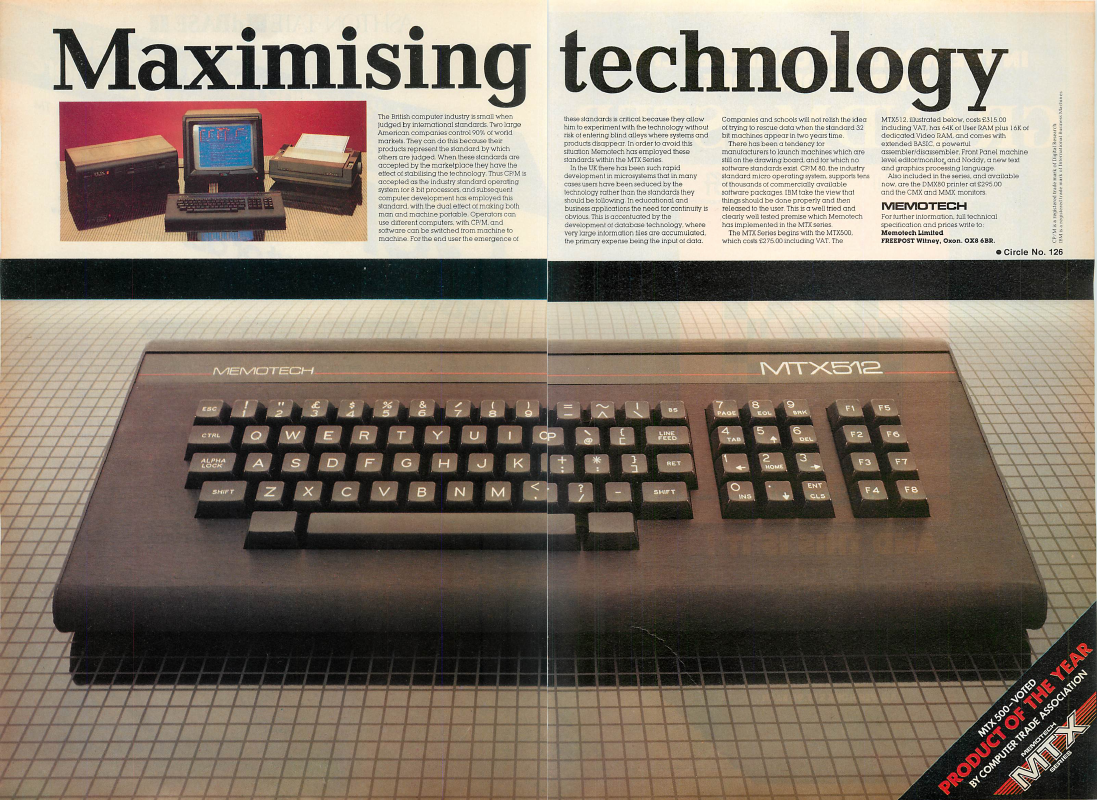 Maximising technology
The British computer industry is small when
judged by international standards. Two large
American companies control 90% of world
markets. They can do this because their
products represent the standard by which
others are judged. When these standards are
accepted by the marketplace they have the
effect of stabilising the technology. Thus CP/M is
accepted as the industry standard operating
system for 8 bit processors, and subsequent
computer development has employed this
standard, with the dual effect of making both
man and machine portable. Operators can
use different computers, with CP/M, and
software can be switched from machine to
machine. For the end user the emergence of
these standards is critical because they allow
him to experiment with the technology without
risk of entering blind alleys where systems and
products disappear. In order to avoid this
situation Memotech has employed these
standards within the MTX Series.
In the UK there has been such rapid
development in microsystems that in many
cases users have been seduced by the
technology rather than the standards they
should be following. In educational and
business applications the need for continuity is
obvious. This is accentuated by the
development of database technology, where
very large information files are accumulated,
the primary expense being the input of data.
Companies and schools will not relish the idea
of trying to rescue data when the standard 32
bit machines appear in two years time.
There has been a tendency for
manufacturers to launch machines which are
still on the drawing board, and for which no
software standards exist. CP/M 80, the industry
standard micro operating system, supports tens
of thousands of commercially available
software packages. IBM take the view that
things should be done properly and then
released to the user. This is a well tried and
clearly well tested premise which Memotech
has implemented in the MTX series.
The MTX Series begins with the MTX500,
which costs £275.00 including VAT. The
MTX512, illustrated below, costs £315.00
including VAT, has 64K of User RAM plus 16K of
dedicated Video RAM, and comes with
extended BASIC, a powerful
assembler/disassembler, Front Panel machine
level editor/monitor, and Noddy, a new text
and graphics processing language.
Also included in the series, and available
now, are the DMX80 printer at £295.00
and the CMX and MMX monitors.
MEMOTECH
For further information, full technical
specification and prices write to:
Memotech Limited
FREEPOST Witney, Oxon. OX8 6BR.
CP/M is a registered trade mark of Digital Research
IBM is a registered trade mark of International Business Machines
● Circle No. 126
MEMOTECH
MTX512
ESC ! 1 " 2 £ 3 $ 4 % 5 & 6 ' 7 ( 8 ) 9 = – ~ ^ | \ BS 7 PAGE 8 EOL 9 BRK F1 F5
CTRL Q W E R T Y U I O P ` @ { [ LINE FEED 4 TAB 5 ↑ 6 DEL F2 F6
ALPHA LOCK A S D F G H J K + ; * : } ] RET 1 ← 2 HOME 3 → F3 F7
SHIFT Z X C V B N M < , ? / _ SHIFT 0 INS . ↓ ENT CLS F4 F8
MTX 500 – VOTED
PRODUCT OF THE YEAR
BY COMPUTER TRADE ASSOCIATION
MEMOTECH
MTX
SERIES